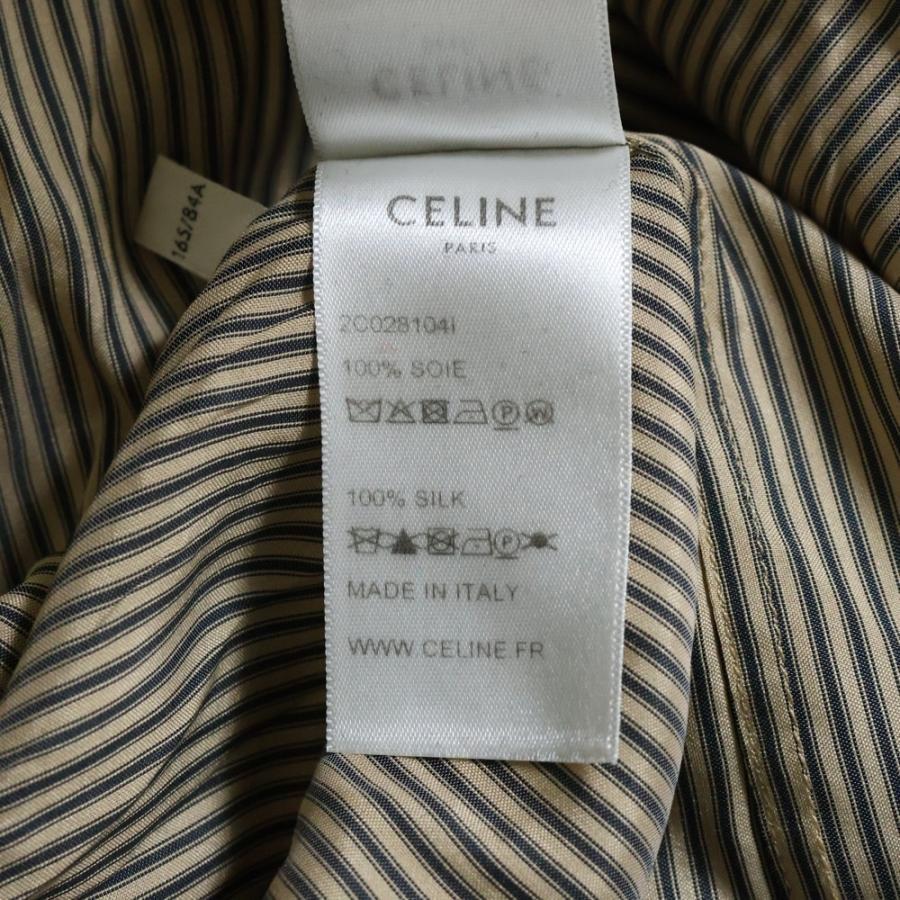 CELINE
CELINE
PARIS
165/84A
2C028104I
100% SOIE
100% SILK
MADE IN ITALY
WWW CELINE.FR